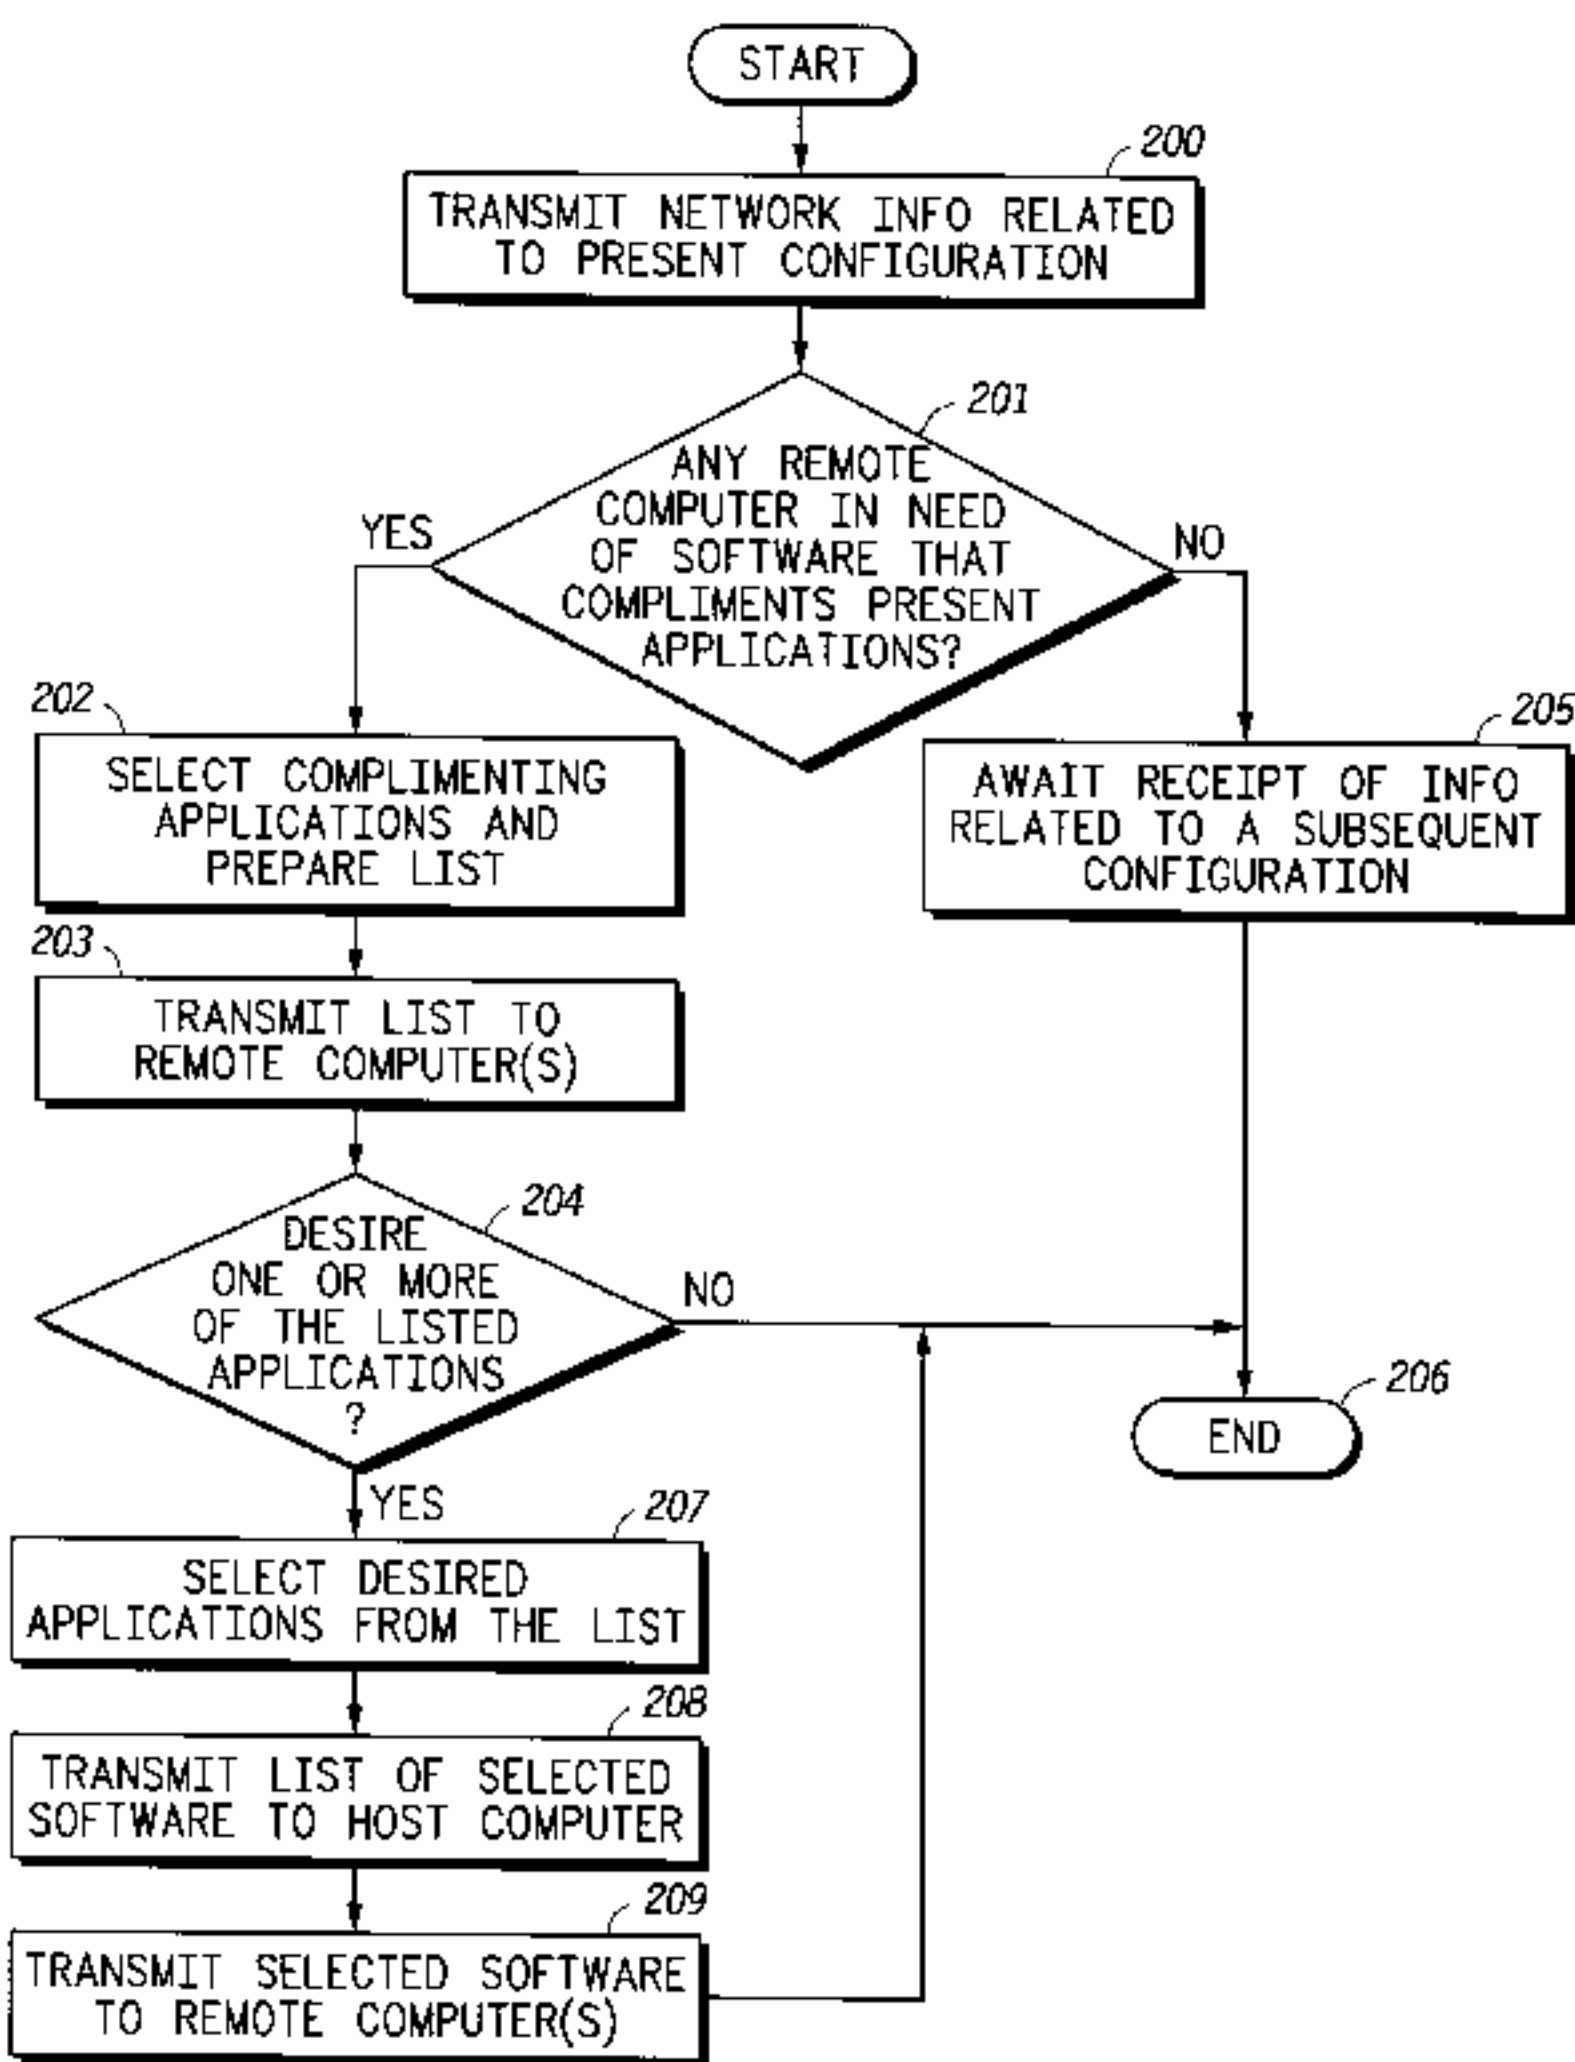 START
200
TRANSMIT NETWORK INFO RELATED
TO PRESENT CONFIGURATION
201
ANY REMOTE
COMPUTER IN NEED
OF SOFTWARE THAT
COMPLIMENTS PRESENT
APPLICATIONS?
YES
NO
202
SELECT COMPLIMENTING
APPLICATIONS AND
PREPARE LIST
205
AWAIT RECEIPT OF INFO
RELATED TO A SUBSEQUENT
CONFIGURATION
203
TRANSMIT LIST TO
REMOTE COMPUTER(S)
204
DESIRE
ONE OR MORE
OF THE LISTED
APPLICATIONS
?
NO
YES
206
END
207
SELECT DESIRED
APPLICATIONS FROM THE LIST
208
TRANSMIT LIST OF SELECTED
SOFTWARE TO HOST COMPUTER
209
TRANSMIT SELECTED SOFTWARE
TO REMOTE COMPUTER(S)